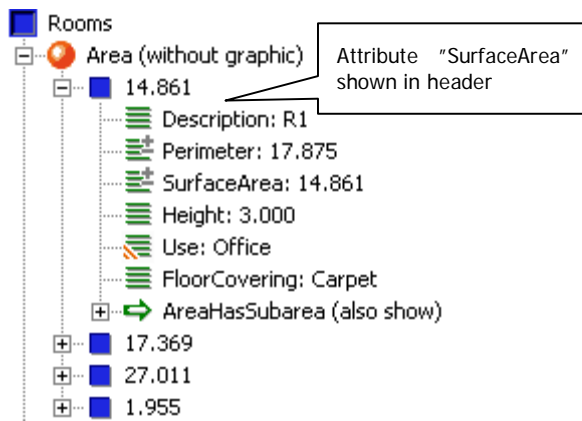 Rooms
Area (without graphic)
Attribute "SurfaceArea"
shown in header
14.861
Description: R1
Perimeter: 17.875
SurfaceArea: 14.861
Height: 3.000
Use: Office
FloorCovering: Carpet
AreaHasSubarea (also show)
17.369
27.011
1.955